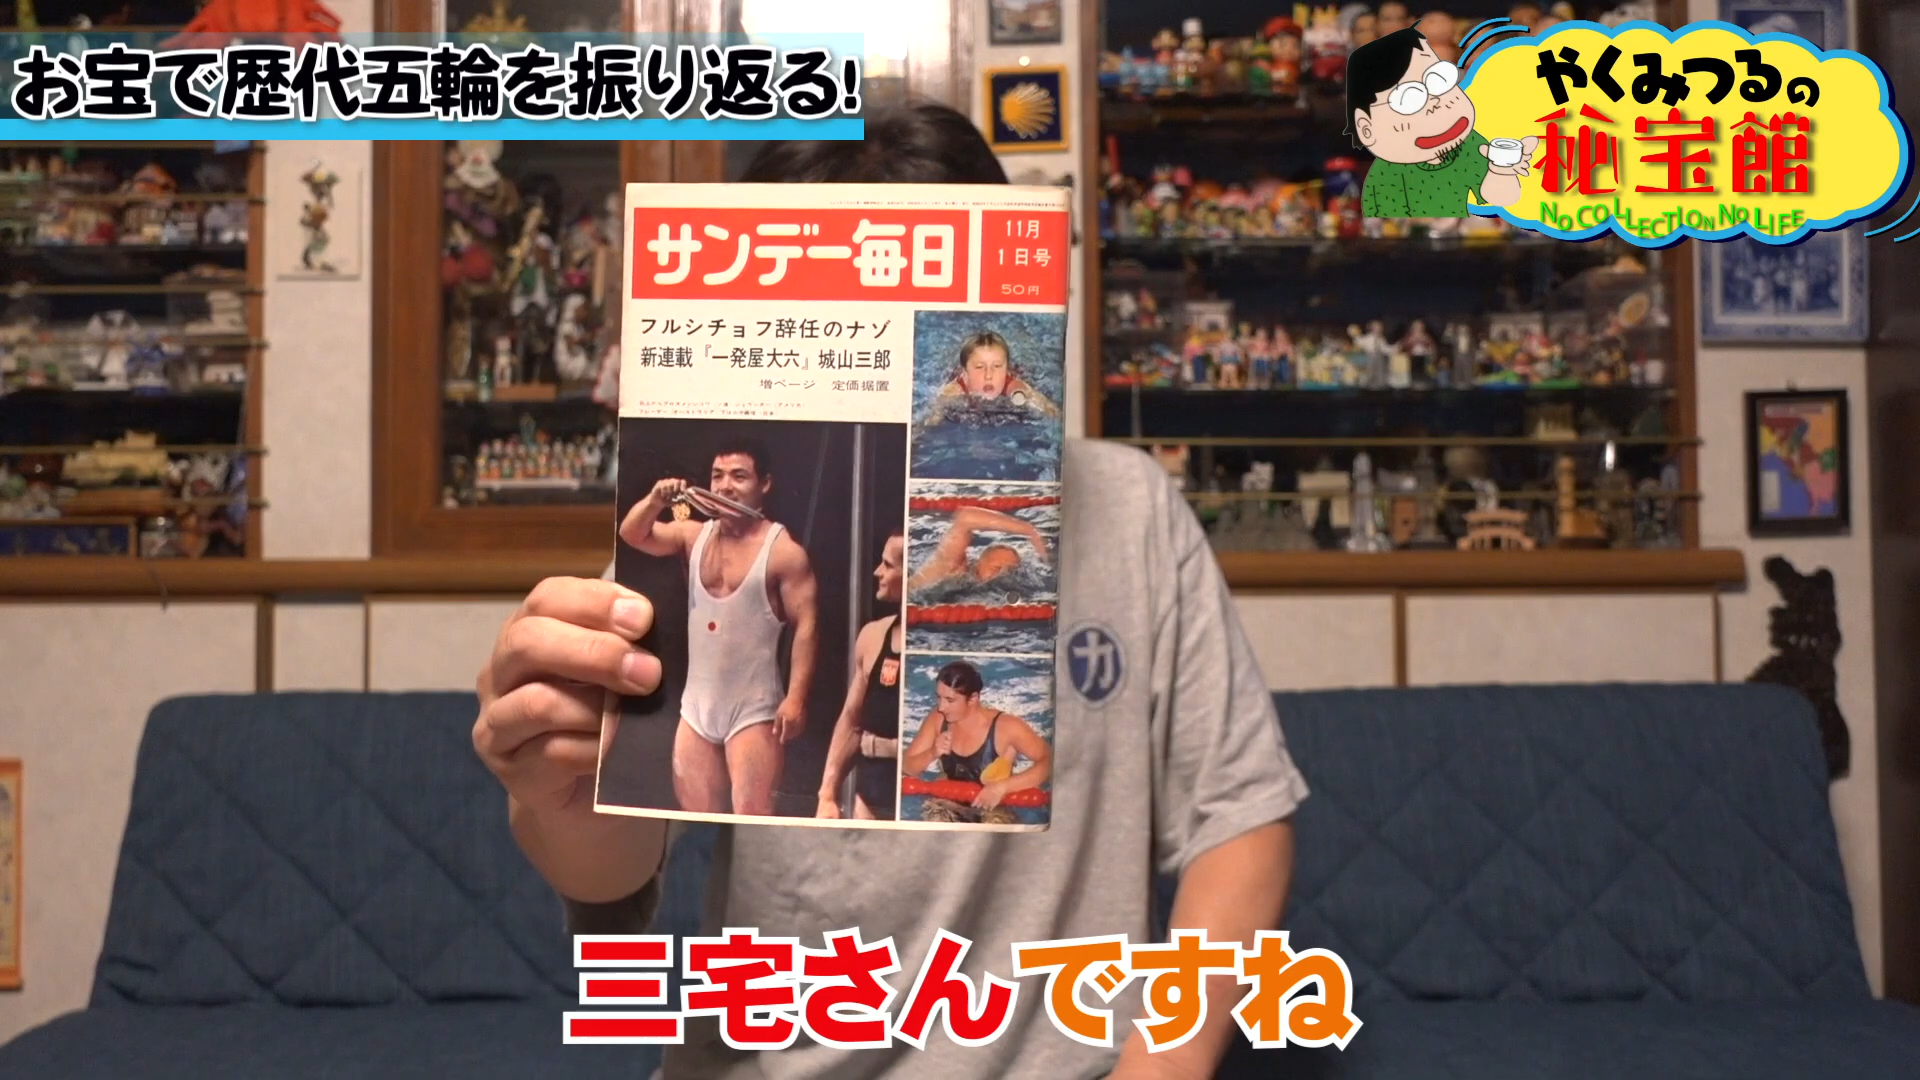 お宝で歴代五輪を振り返る!
やくみつるの
秘宝館
NO COLLECTION NO LIFE
サンデー毎日
11月
1日号
50円
フルシチョフ辞任のナゾ
新連載『一発屋大六』城山三郎
増ページ 定価据置
力
三宅さんですね